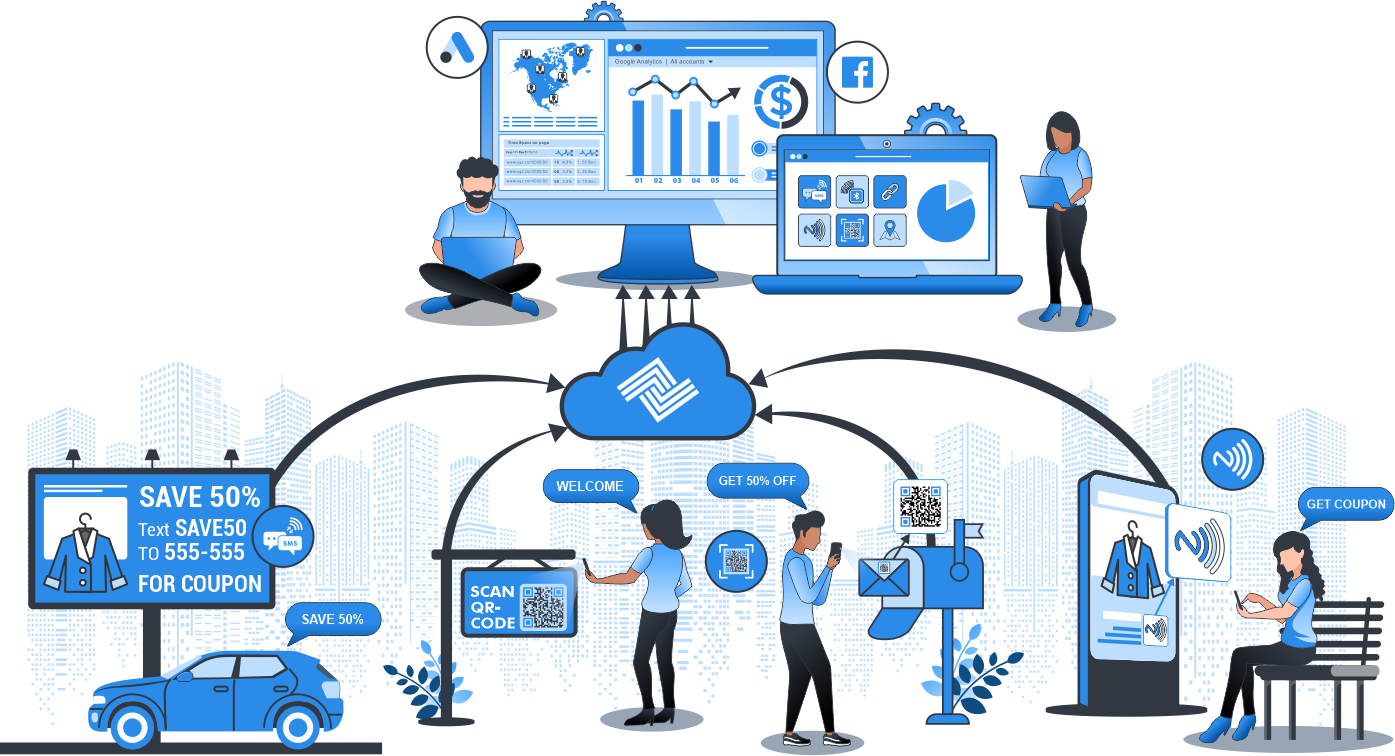 Google Analytics | All accounts
01 02 03 04 05 06
Time Spent on page
SMS
SAVE 50%
Text SAVE50
TO 555-555
FOR COUPON
SMS
SAVE 50%
WELCOME
SCAN
QR-
CODE
GET 50% OFF
GET COUPON